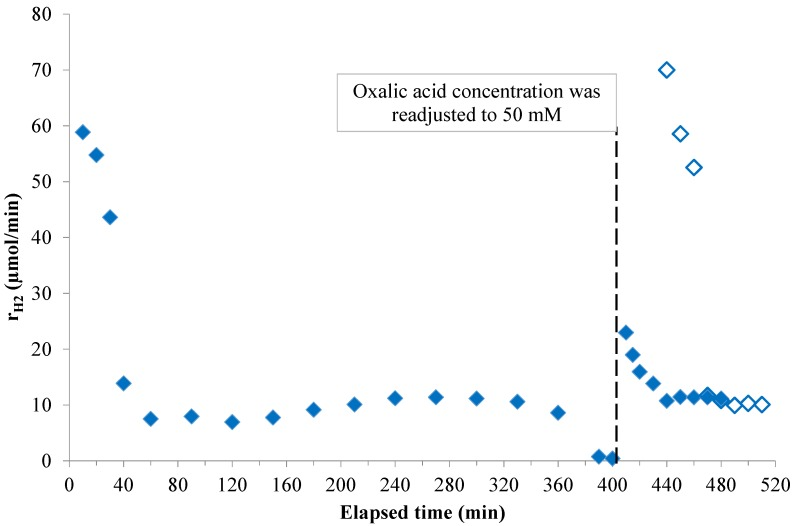 80
70
60
50
40
30
20
10
0
r_H2 (μmol/min)
Oxalic acid concentration was
readjusted to 50 mM
0 40 80 120 160 200 240 280 320 360 400 440 480 520
Elapsed time (min)